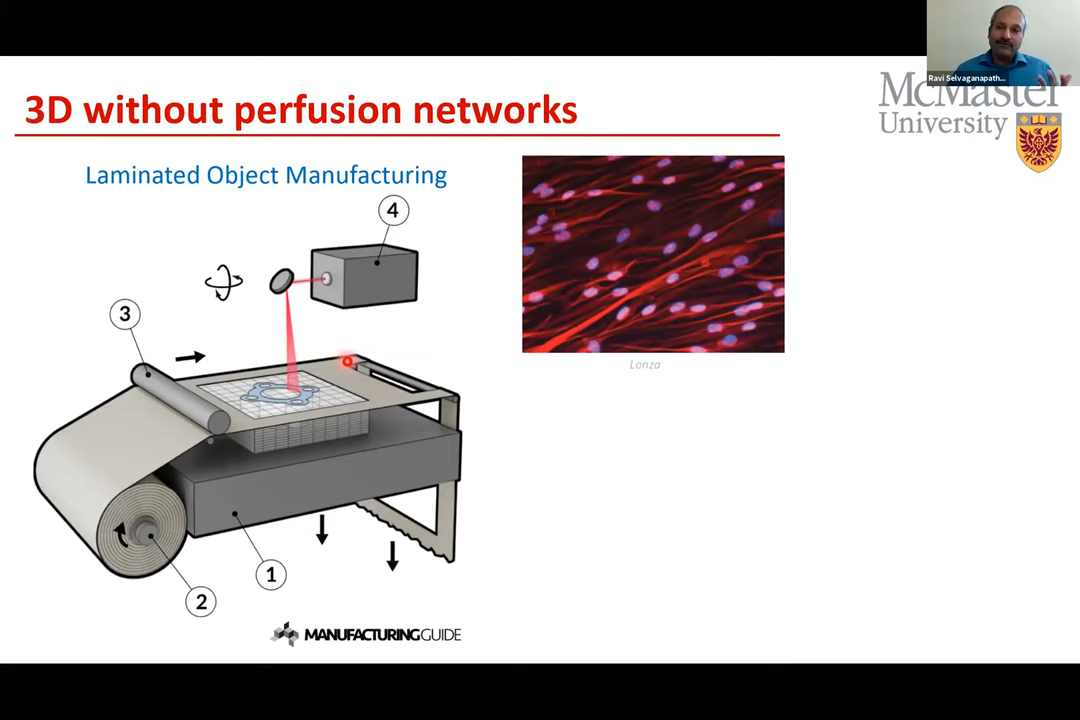 Ravi Selvaganapath...
3D without perfusion networks
McMaster
University
Laminated Object Manufacturing
4
3
1
2
Lonza
MANUFACTURINGGUIDE